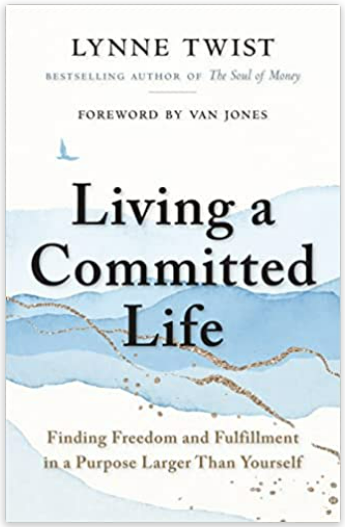 LYNNE TWIST
BESTSELLING AUTHOR OF The Soul of Money
FOREWORD BY VAN JONES
Living a
Committed
Life
Finding Freedom and Fulfillment
in a Purpose Larger Than Yourself